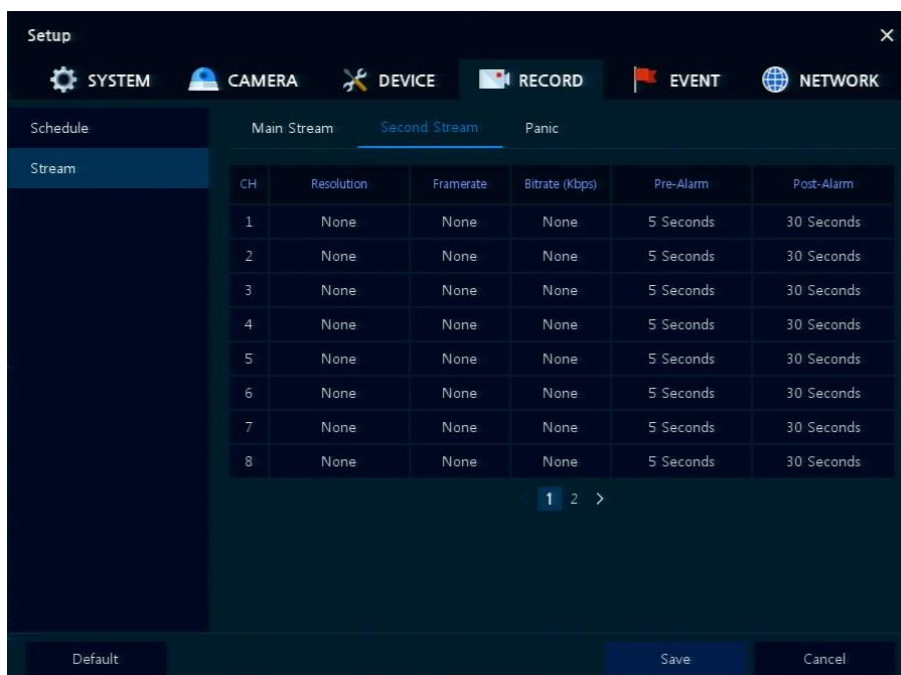 Setup ×
SYSTEM CAMERA DEVICE RECORD EVENT NETWORK
Schedule
Stream
Main Stream Second Stream Panic
CH Resolution Framerate Bitrate (Kbps) Pre-Alarm Post-Alarm
1 None None None 5 Seconds 30 Seconds
2 None None None 5 Seconds 30 Seconds
3 None None None 5 Seconds 30 Seconds
4 None None None 5 Seconds 30 Seconds
5 None None None 5 Seconds 30 Seconds
6 None None None 5 Seconds 30 Seconds
7 None None None 5 Seconds 30 Seconds
8 None None None 5 Seconds 30 Seconds
< 1 2 >
Default Save Cancel